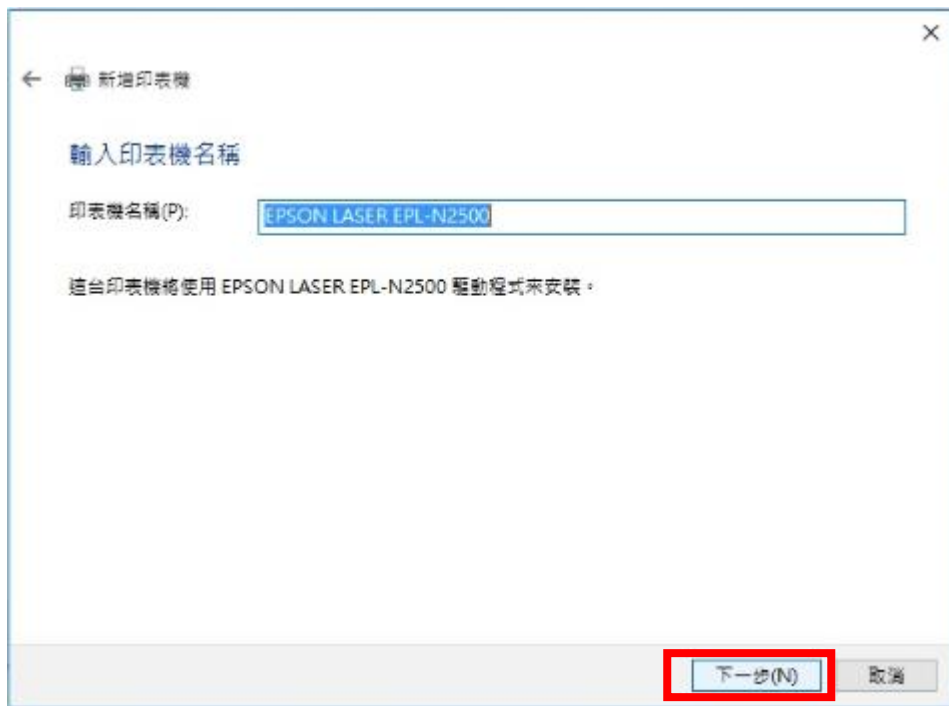 新增印表機
輸入印表機名稱
印表機名稱(P):
EPSON LASER EPL-N2500
這台印表機將使用 EPSON LASER EPL-N2500 驅動程式來安裝。
下一步(N)
取消